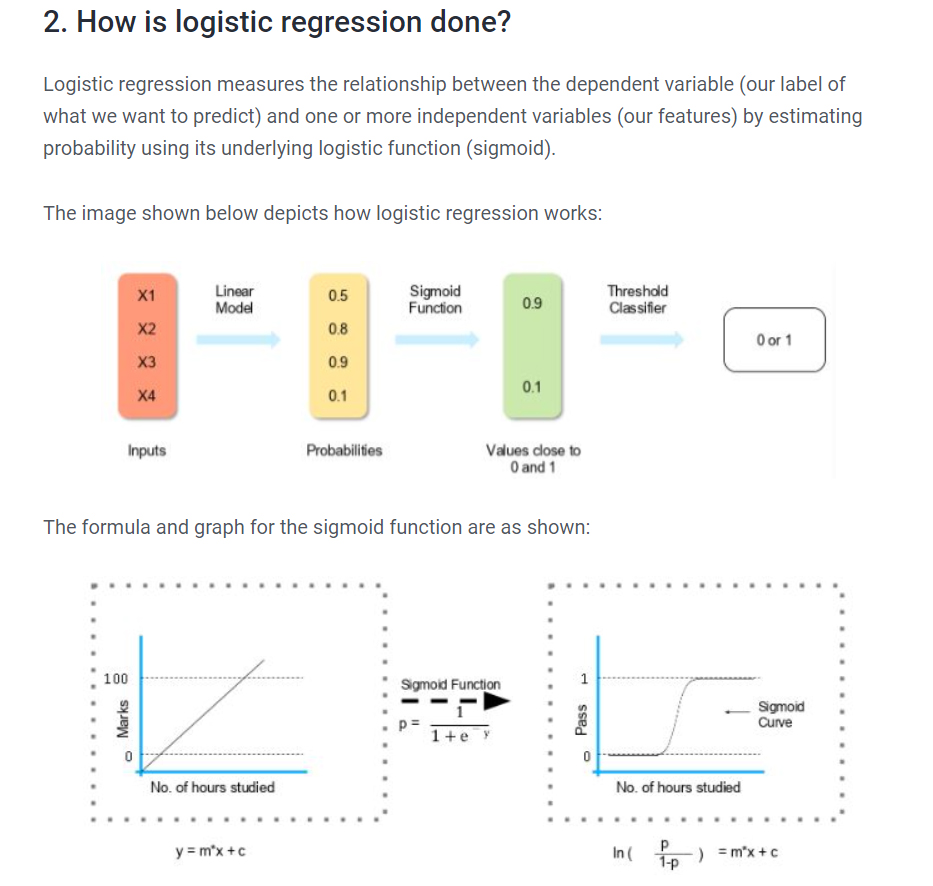 2. How is logistic regression done?
Logistic regression measures the relationship between the dependent variable (our label of
what we want to predict) and one or more independent variables (our features) by estimating
probability using its underlying logistic function (sigmoid).
The image shown below depicts how logistic regression works:
X1
X2
X3
X4
Inputs
Linear
Model
0.5
0.8
0.9
0.1
Probabilities
Sigmoid
Function
0.9
0.1
Values close to
0 and 1
Threshold
Classifier
0 or 1
The formula and graph for the sigmoid function are as shown:
100
Marks
0
No. of hours studied
y = m*x + c
Sigmoid Function
p = 1
1 + e - y
1
Pass
0
Sigmoid
Curve
No. of hours studied
ln ( p
1-p ) = m*x + c